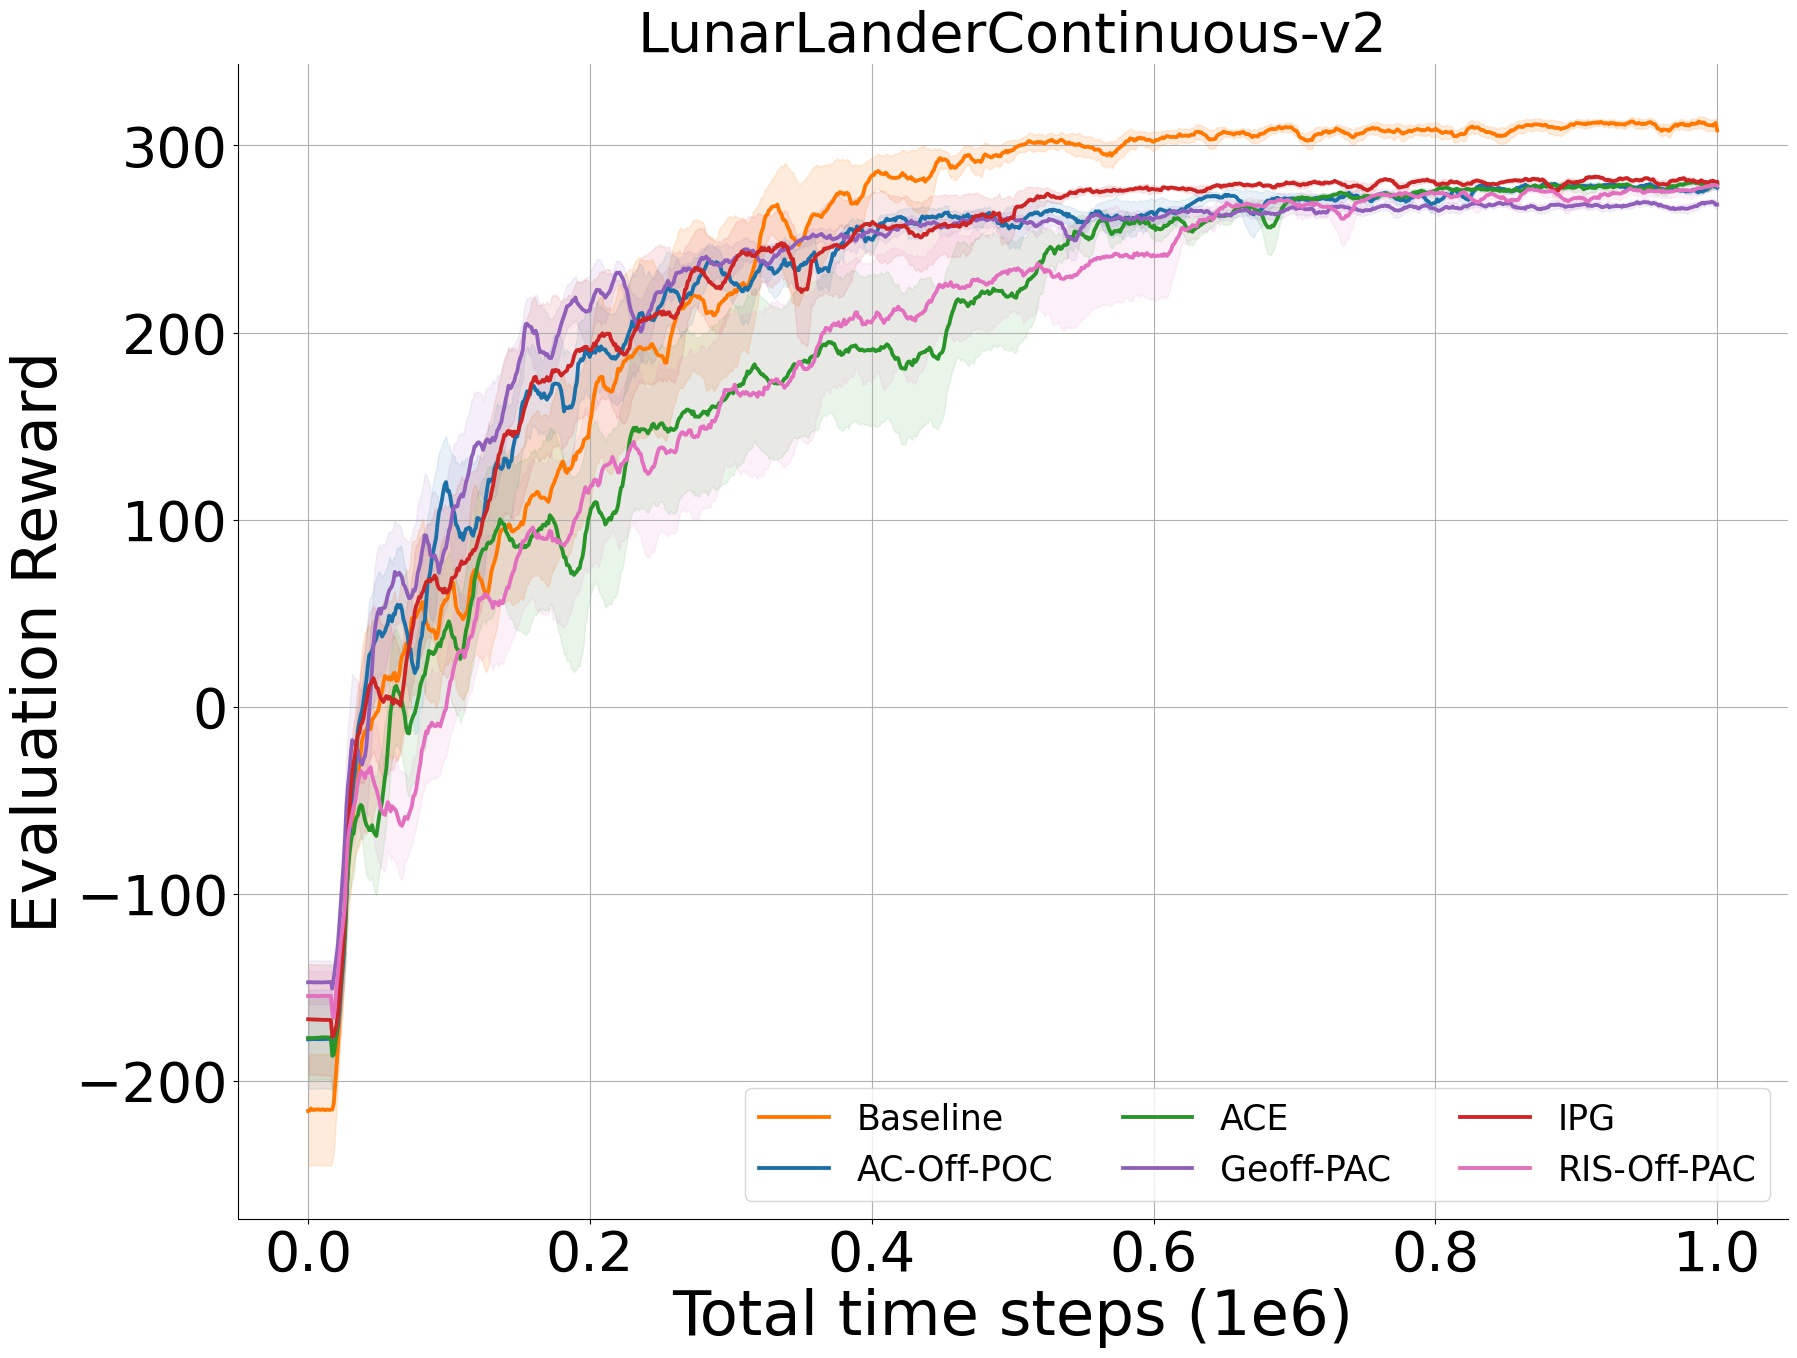 LunarLanderContinuous-v2
Evaluation Reward
300
200
100
0
−100
−200
0.0 0.2 0.4 0.6 0.8 1.0
Total time steps (1e6)
Baseline ACE IPG
AC-Off-POC Geoff-PAC RIS-Off-PAC